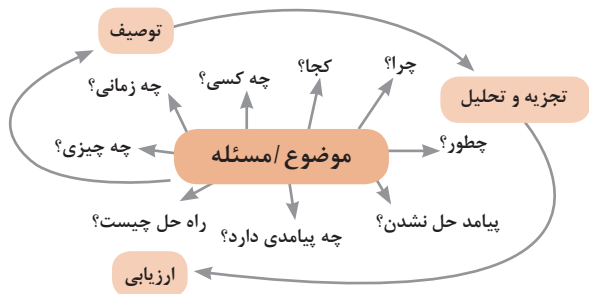 توصیف
چرا؟
کجا؟
چه کسی؟
چه زمانی؟
تجزیه و تحلیل
چطور؟
موضوع /مسئله
چه چیزی؟
پیامد حل نشدن؟
چه پیامدی دارد؟
راه حل چیست؟
ارزیابی